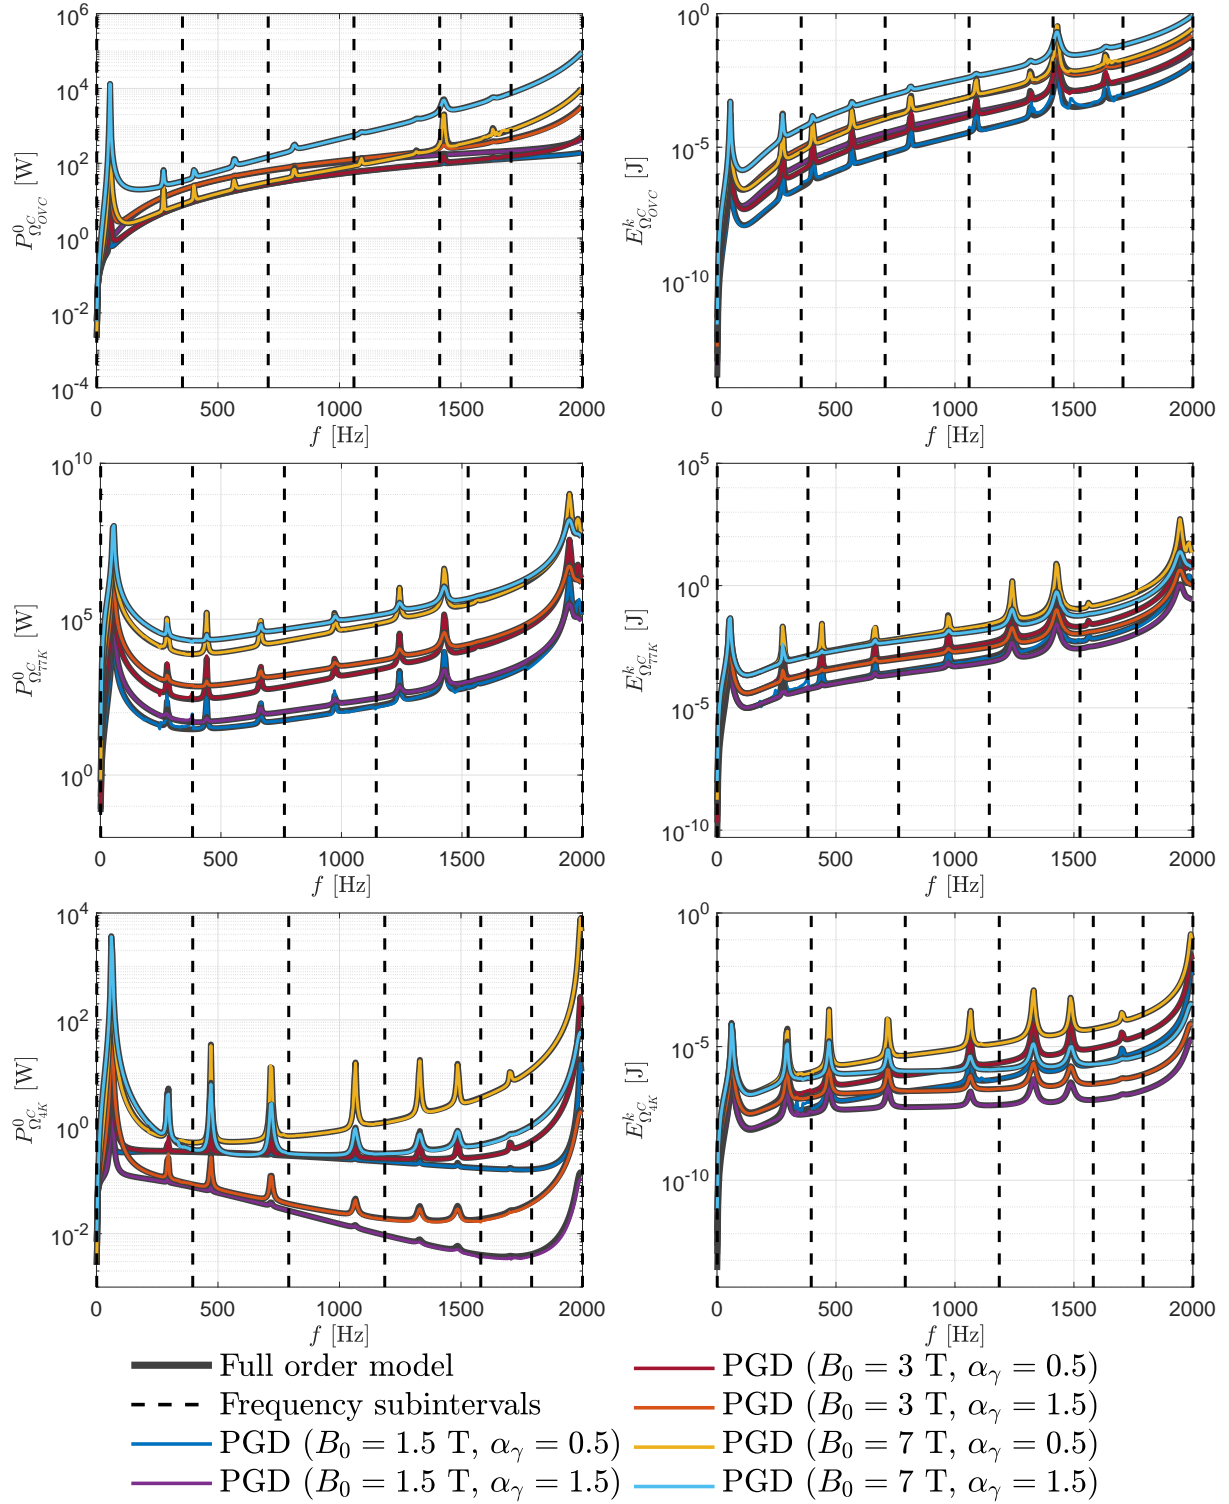 10^6
10^4
10^2
10^0
10^-2
10^-4
P^0_{Ω^C_{OVC}} [W]
0 500 1000 1500 2000
f [Hz]
10^0
10^-5
10^-10
E^k_{Ω^C_{OVC}} [J]
0 500 1000 1500 2000
f [Hz]
10^10
10^5
10^0
P^0_{Ω^C_{77K}} [W]
0 500 1000 1500 2000
f [Hz]
10^5
10^0
10^-5
10^-10
E^k_{Ω^C_{77K}} [J]
0 500 1000 1500 2000
f [Hz]
10^4
10^2
10^0
10^-2
P^0_{Ω^C_{4K}} [W]
0 500 1000 1500 2000
f [Hz]
10^0
10^-5
10^-10
E^k_{Ω^C_{4K}} [J]
0 500 1000 1500 2000
f [Hz]
Full order model
Frequency subintervals
PGD (B_0 = 1.5 T, α_γ = 0.5)
PGD (B_0 = 1.5 T, α_γ = 1.5)
PGD (B_0 = 3 T, α_γ = 0.5)
PGD (B_0 = 3 T, α_γ = 1.5)
PGD (B_0 = 7 T, α_γ = 0.5)
PGD (B_0 = 7 T, α_γ = 1.5)